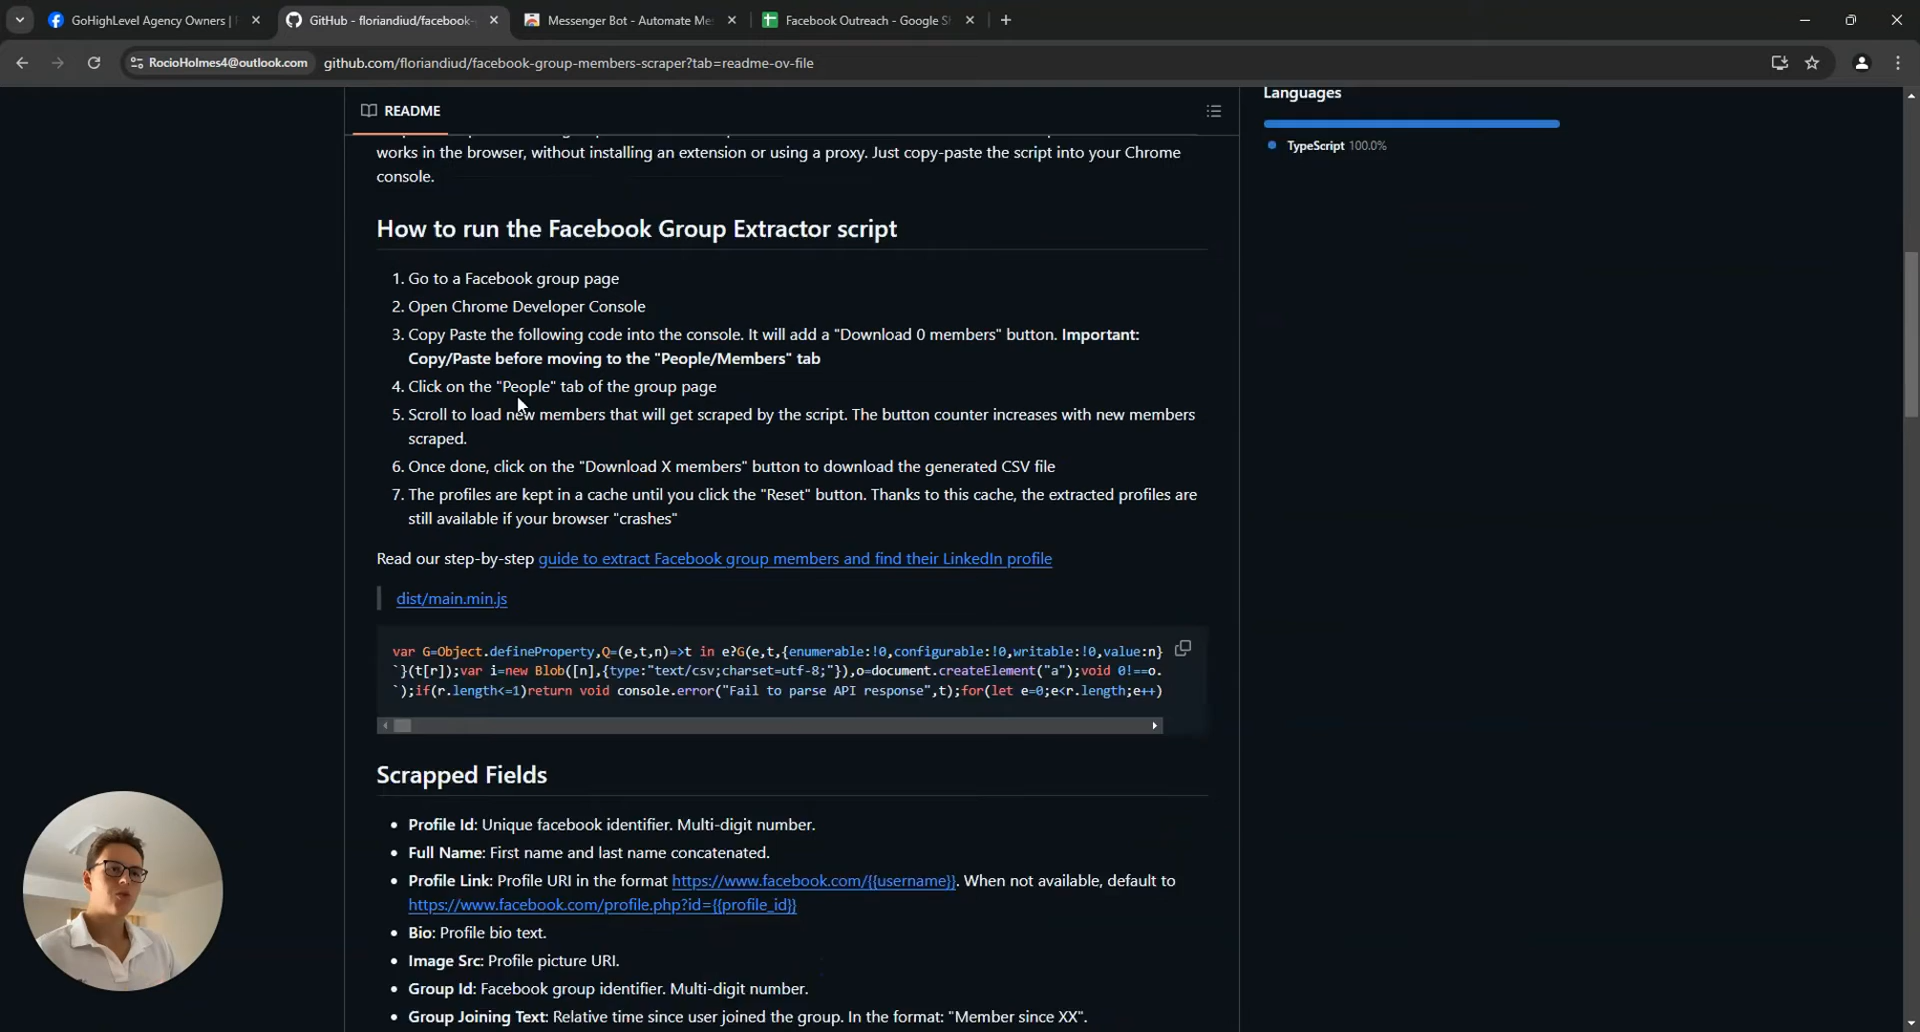 GoHighLevel Agency Owners |
GitHub - floriandiud/facebook-
Messenger Bot - Automate Me
Facebook Outreach - Google
RocioHolmes4@outlook.com
github.com/floriandiud/facebook-group-members-scraper?tab=readme-ov-file
README
works in the browser, without installing an extension or using a proxy. Just copy-paste the script into your Chrome
console.
How to run the Facebook Group Extractor script
1. Go to a Facebook group page
2. Open Chrome Developer Console
3. Copy Paste the following code into the console. It will add a "Download 0 members" button. Important:
Copy/Paste before moving to the "People/Members" tab
4. Click on the "People" tab of the group page
5. Scroll to load new members that will get scraped by the script. The button counter increases with new members
scraped.
6. Once done, click on the "Download X members" button to download the generated CSV file
7. The profiles are kept in a cache until you click the "Reset" button. Thanks to this cache, the extracted profiles are
still available if your browser "crashes"
Read our step-by-step guide to extract Facebook group members and find their LinkedIn profile
dist/main.min.js
var G=Object.defineProperty,Q=(e,t,n)=>t in e?G(e,t,{enumerable:!0,configurable:!0,writable:!0,value:n}
`}(t[r]);var i=new Blob([n],{type:"text/csv;charset=utf-8;"}),o=document.createElement("a");void 0!==o.
`);if(r.length<=1)return void console.error("Fail to parse API response",t);for(let e=0;e<r.length;e++)
Scrapped Fields
• Profile Id: Unique facebook identifier. Multi-digit number.
• Full Name: First name and last name concatenated.
• Profile Link: Profile URI in the format https://www.facebook.com/{{username}}. When not available, default to
https://www.facebook.com/profile.php?id={{profile_id}}
• Bio: Profile bio text.
• Image Src: Profile picture URI.
• Group Id: Facebook group identifier. Multi-digit number.
• Group Joining Text: Relative time since user joined the group. In the format: "Member since XX".
Languages
TypeScript 100.0%